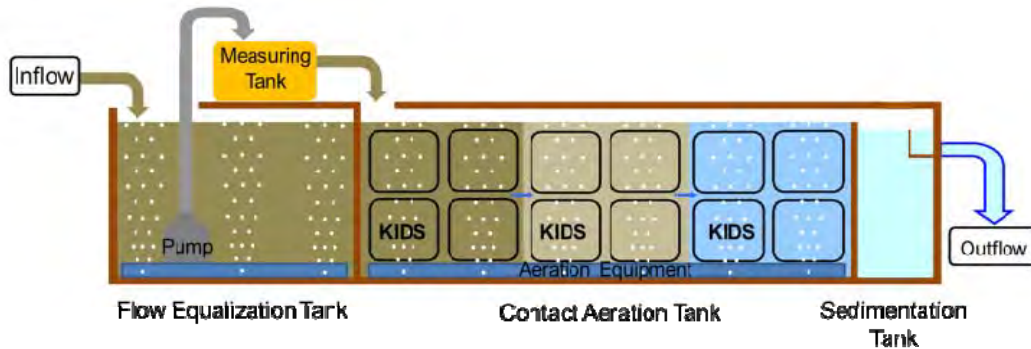 Measuring
Tank
Inflow
Pump
KIDS
KIDS
KIDS
Aeration Equipment
Outflow
Flow Equalization Tank
Contact Aeration Tank
Sedimentation
Tank